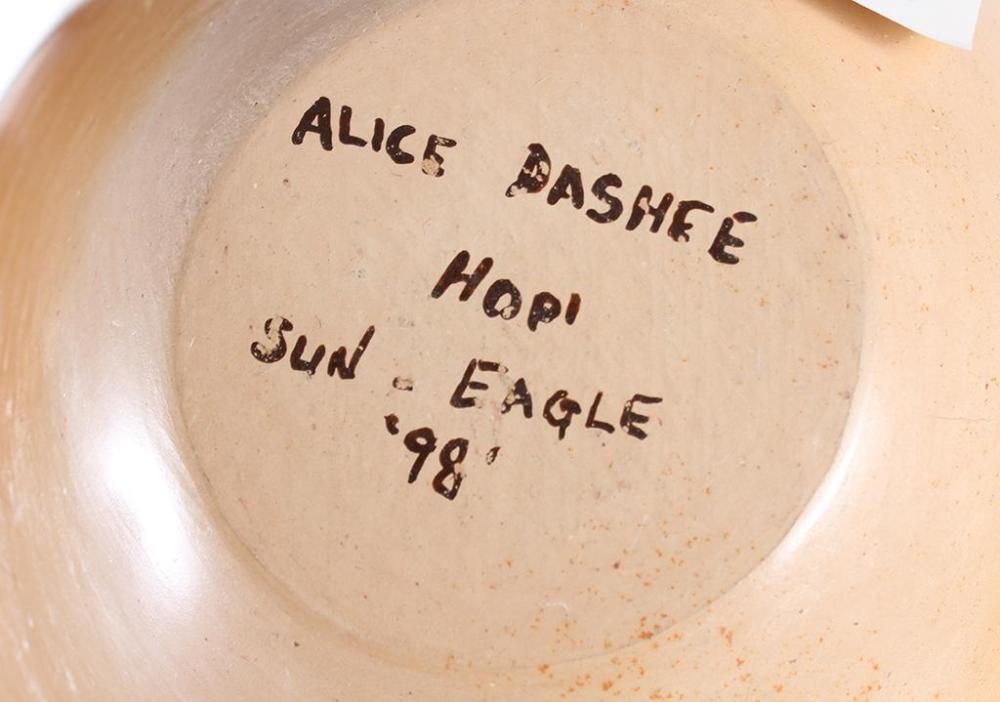 ALICE DASHEE
HOPI
SUN - EAGLE
'98'